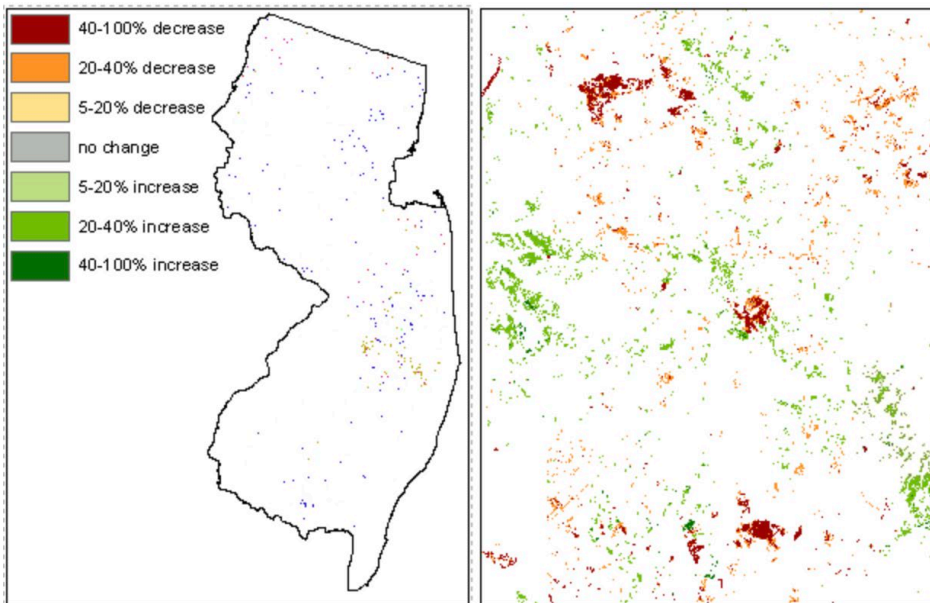 40-100% decrease
20-40% decrease
5-20% decrease
no change
5-20% increase
20-40% increase
40-100% increase